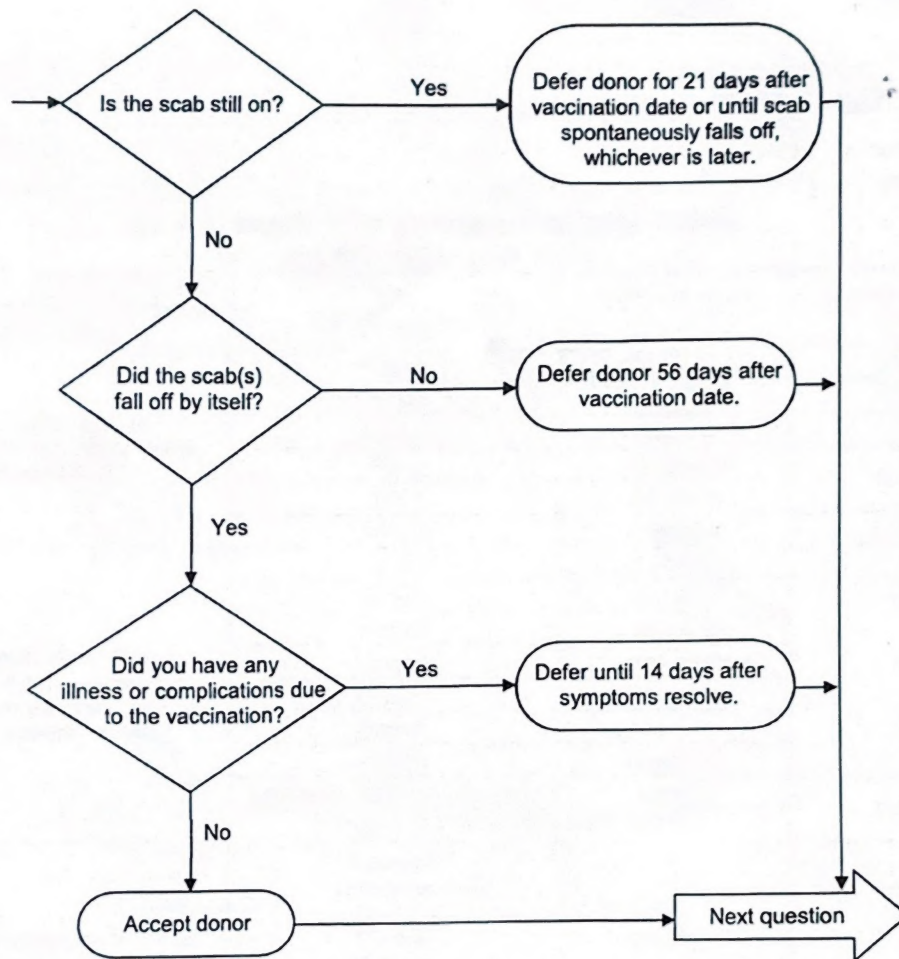 Is the scab still on?
Yes
Defer donor for 21 days after
vaccination date or until scab
spontaneously falls off,
whichever is later.
No
Did the scab(s)
fall off by itself?
No
Defer donor 56 days after
vaccination date.
Yes
Did you have any
illness or complications due
to the vaccination?
Yes
Defer until 14 days after
symptoms resolve.
No
Accept donor
Next question